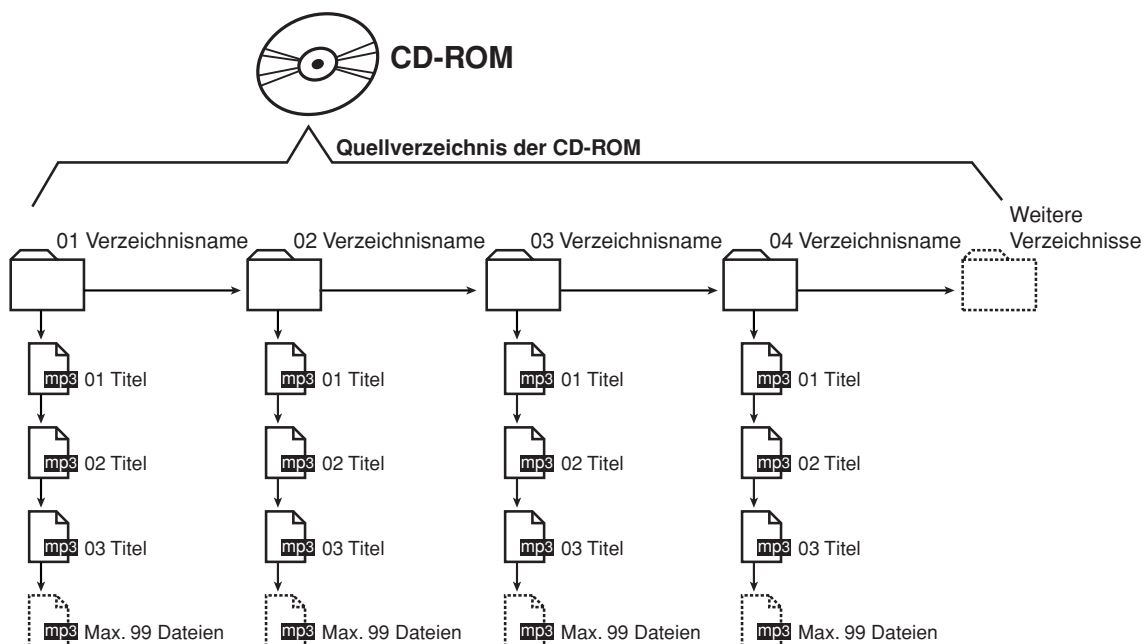 CD-ROM
Quellverzeichnis der CD-ROM
Weitere
Verzeichnisse
01 Verzeichnisname
02 Verzeichnisname
03 Verzeichnisname
04 Verzeichnisname
mp3 01 Titel
mp3 01 Titel
mp3 01 Titel
mp3 01 Titel
mp3 02 Titel
mp3 02 Titel
mp3 02 Titel
mp3 02 Titel
mp3 03 Titel
mp3 03 Titel
mp3 03 Titel
mp3 03 Titel
mp3 Max. 99 Dateien
mp3 Max. 99 Dateien
mp3 Max. 99 Dateien
mp3 Max. 99 Dateien